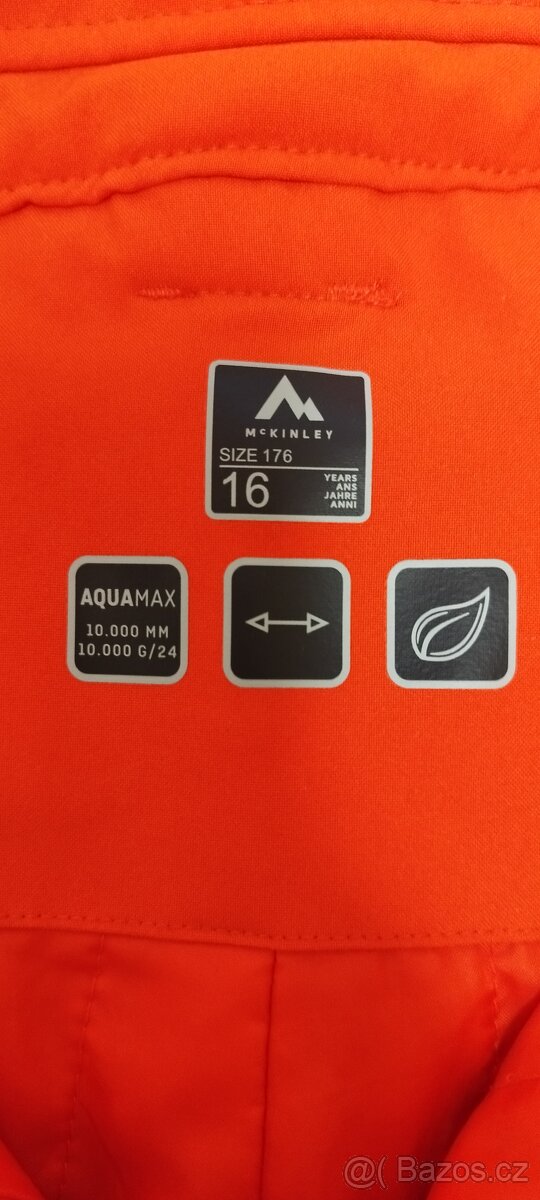 McKINLEY
SIZE 176
16
YEARS
ANS
JAHRE
ANNI
AQUAMAX
10.000 MM
10.000 G/24
@( Bazos.cz